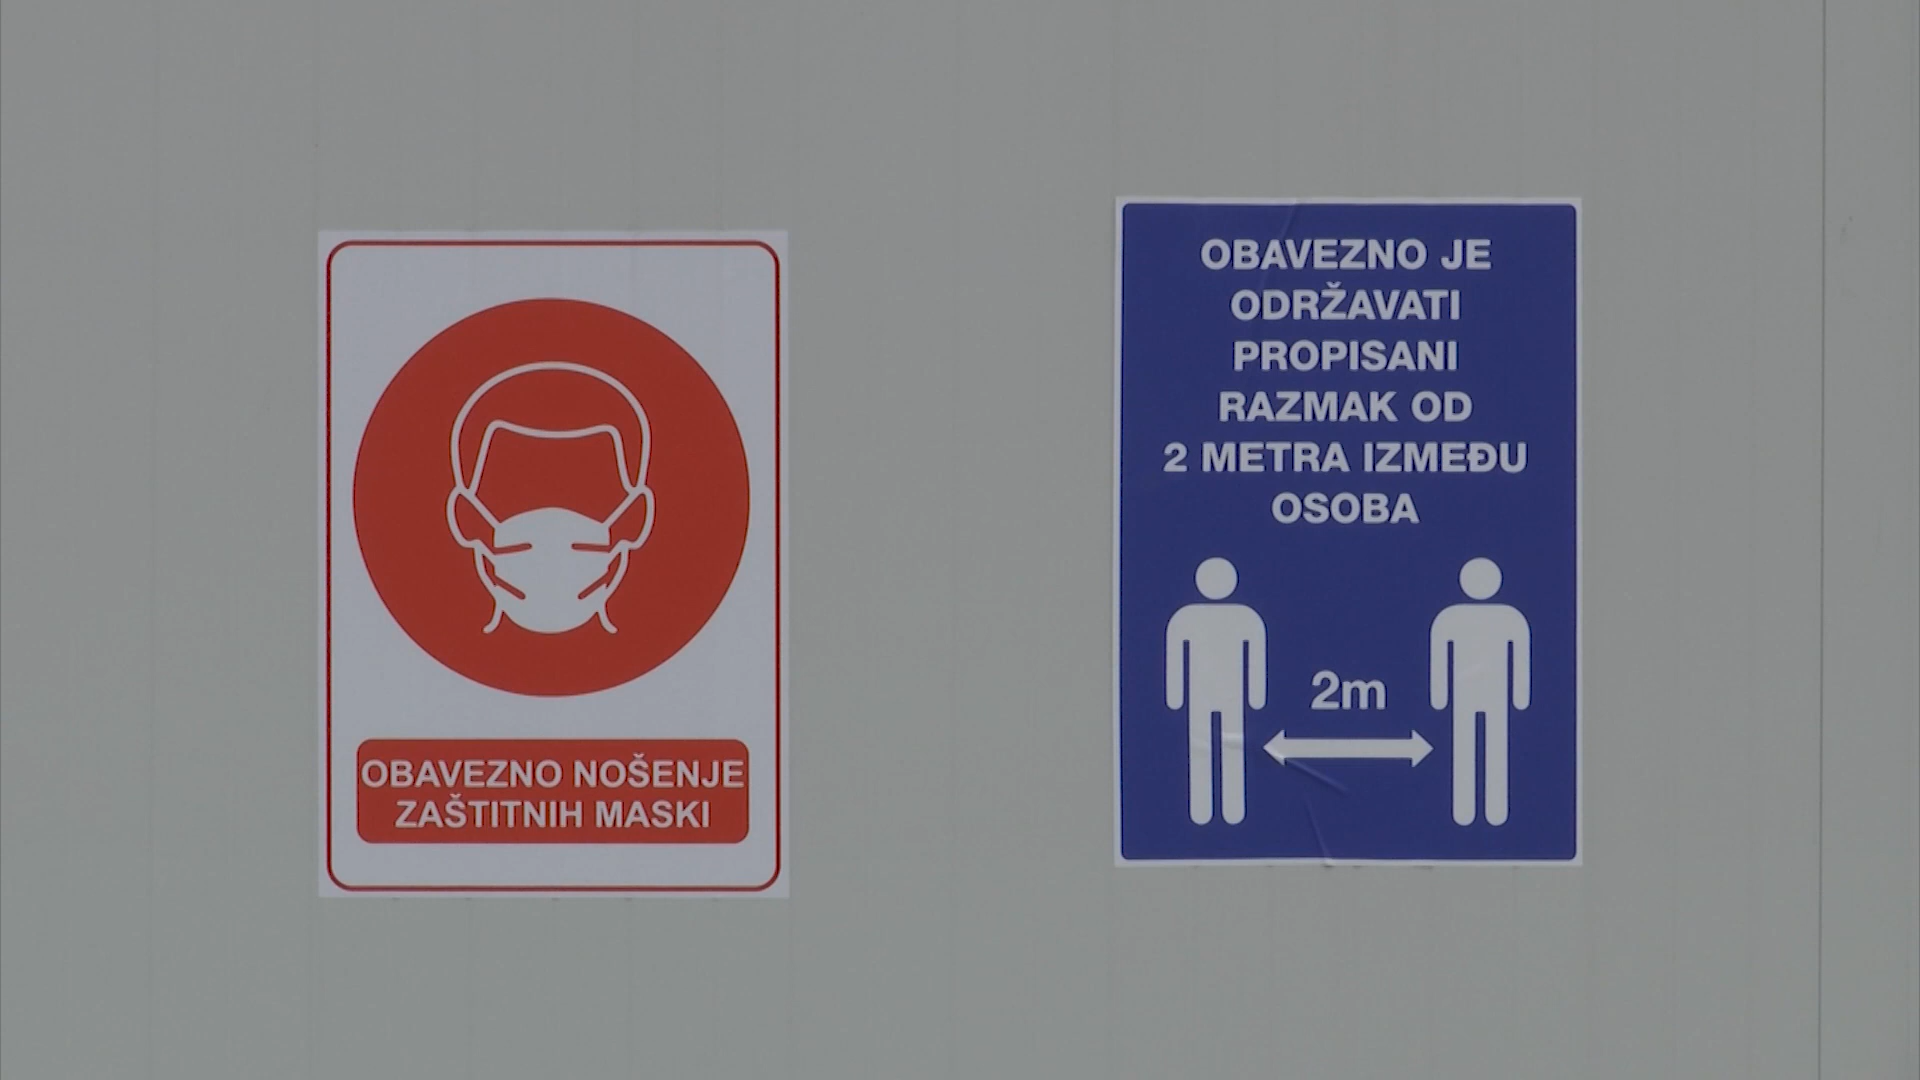 OBAVEZNO NOŠENJE
ZAŠTITNIH MASKI
OBAVEZNO JE
ODRŽAVATI
PROPISANI
RAZMAK OD
2 METRA IZMEĐU
OSOBA
2m